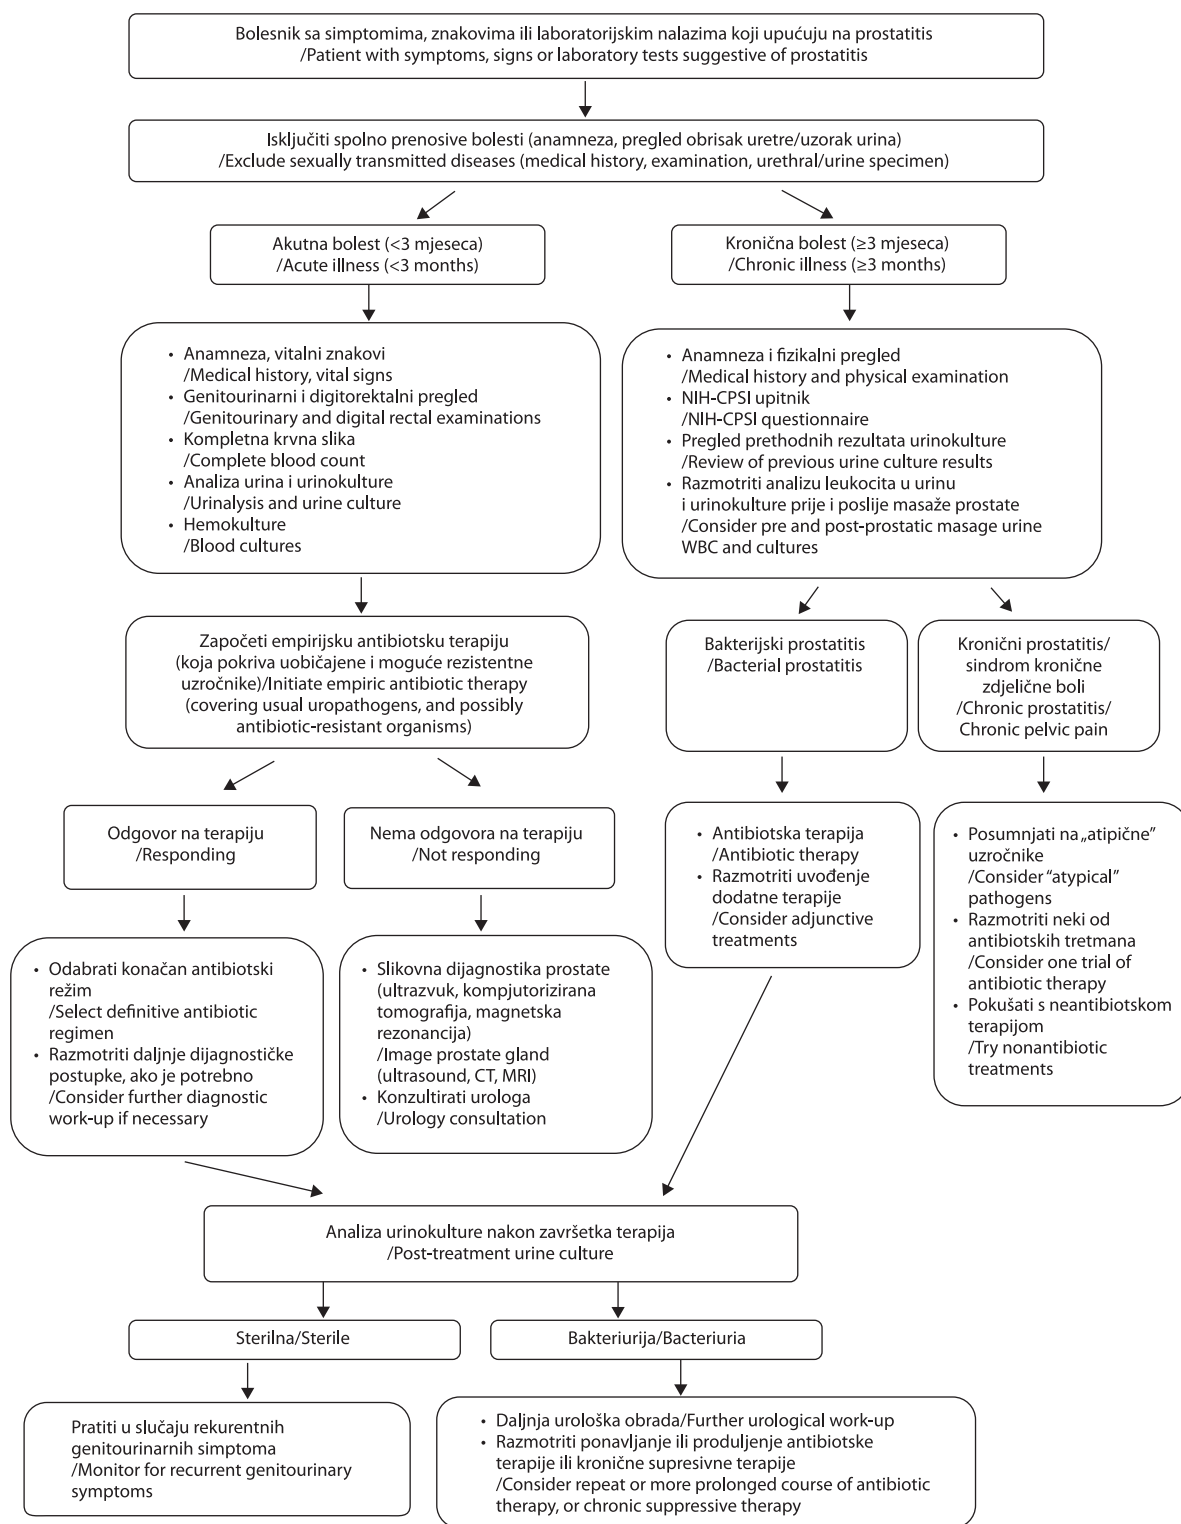 Bolesnik sa simptomima, znakovima ili laboratorijskim nalazima koji upućuju na prostatitis
/Patient with symptoms, signs or laboratory tests suggestive of prostatitis
Isključiti spolno prenosive bolesti (anamneza, pregled obrisak uretre/uzorak urina)
/Exclude sexually transmitted diseases (medical history, examination, urethral/urine specimen)
Akutna bolest (<3 mjeseca)
/Acute illness (<3 months)
Kronična bolest (≥3 mjeseca)
/Chronic illness (≥3 months)
• Anamneza, vitalni znakovi
/Medical history, vital signs
• Genitourinarni i digitorektalni pregled
/Genitourinary and digital rectal examinations
• Kompletna krvna slika
/Complete blood count
• Analiza urina i urinokulture
/Urinalysis and urine culture
• Hemokulture
/Blood cultures
• Anamneza i fizikalni pregled
/Medical history and physical examination
• NIH-CPSI upitnik
/NIH-CPSI questionnaire
• Pregled prethodnih rezultata urinokulture
/Review of previous urine culture results
• Razmotriti analizu leukocita u urinu
i urinokulture prije i poslije masaže prostate
/Consider pre and post-prostatic masage urine
WBC and cultures
Započeti empirijsku antibiotsku terapiju
(koja pokriva uobičajene i moguće rezistentne
uzročnike)/Initiate empiric antibiotic therapy
(covering usual uropathogens, and possibly
antibiotic-resistant organisms)
Bakterijski prostatitis
/Bacterial prostatitis
Kronični prostatitis/
sindrom kronične
zdjelične boli
/Chronic prostatitis/
Chronic pelvic pain
Odgovor na terapiju
/Responding
Nema odgovora na terapiju
/Not responding
• Antibiotska terapija
/Antibiotic therapy
• Razmotriti uvođenje
dodatne terapije
/Consider adjunctive
treatments
• Posumnjati na „atipične”
uzročnike
/Consider “atypical”
pathogens
• Razmotriti neki od
antibiotskih tretmana
/Consider one trial of
antibiotic therapy
• Pokušati s neantibiotskom
terapijom
/Try nonantibiotic
treatments
• Odabrati konačan antibiotski
režim
/Select definitive antibiotic
regimen
• Razmotriti daljnje dijagnostičke
postupke, ako je potrebno
/Consider further diagnostic
work-up if necessary
• Slikovna dijagnostika prostate
(ultrazvuk, kompjutorizirana
tomografija, magnetska
rezonancija)
/Image prostate gland
(ultrasound, CT, MRI)
• Konzultirati urologa
/Urology consultation
Analiza urinokulture nakon završetka terapija
/Post-treatment urine culture
Sterilna/Sterile
Bakteriurija/Bacteriuria
Pratiti u slučaju rekurentnih
genitourinarnih simptoma
/Monitor for recurrent genitourinary
symptoms
• Daljnja urološka obrada/Further urological work-up
• Razmotriti ponavljanje ili produljenje antibiotske
terapije ili kronične supresivne terapije
/Consider repeat or more prolonged course of antibiotic
therapy, or chronic suppressive therapy